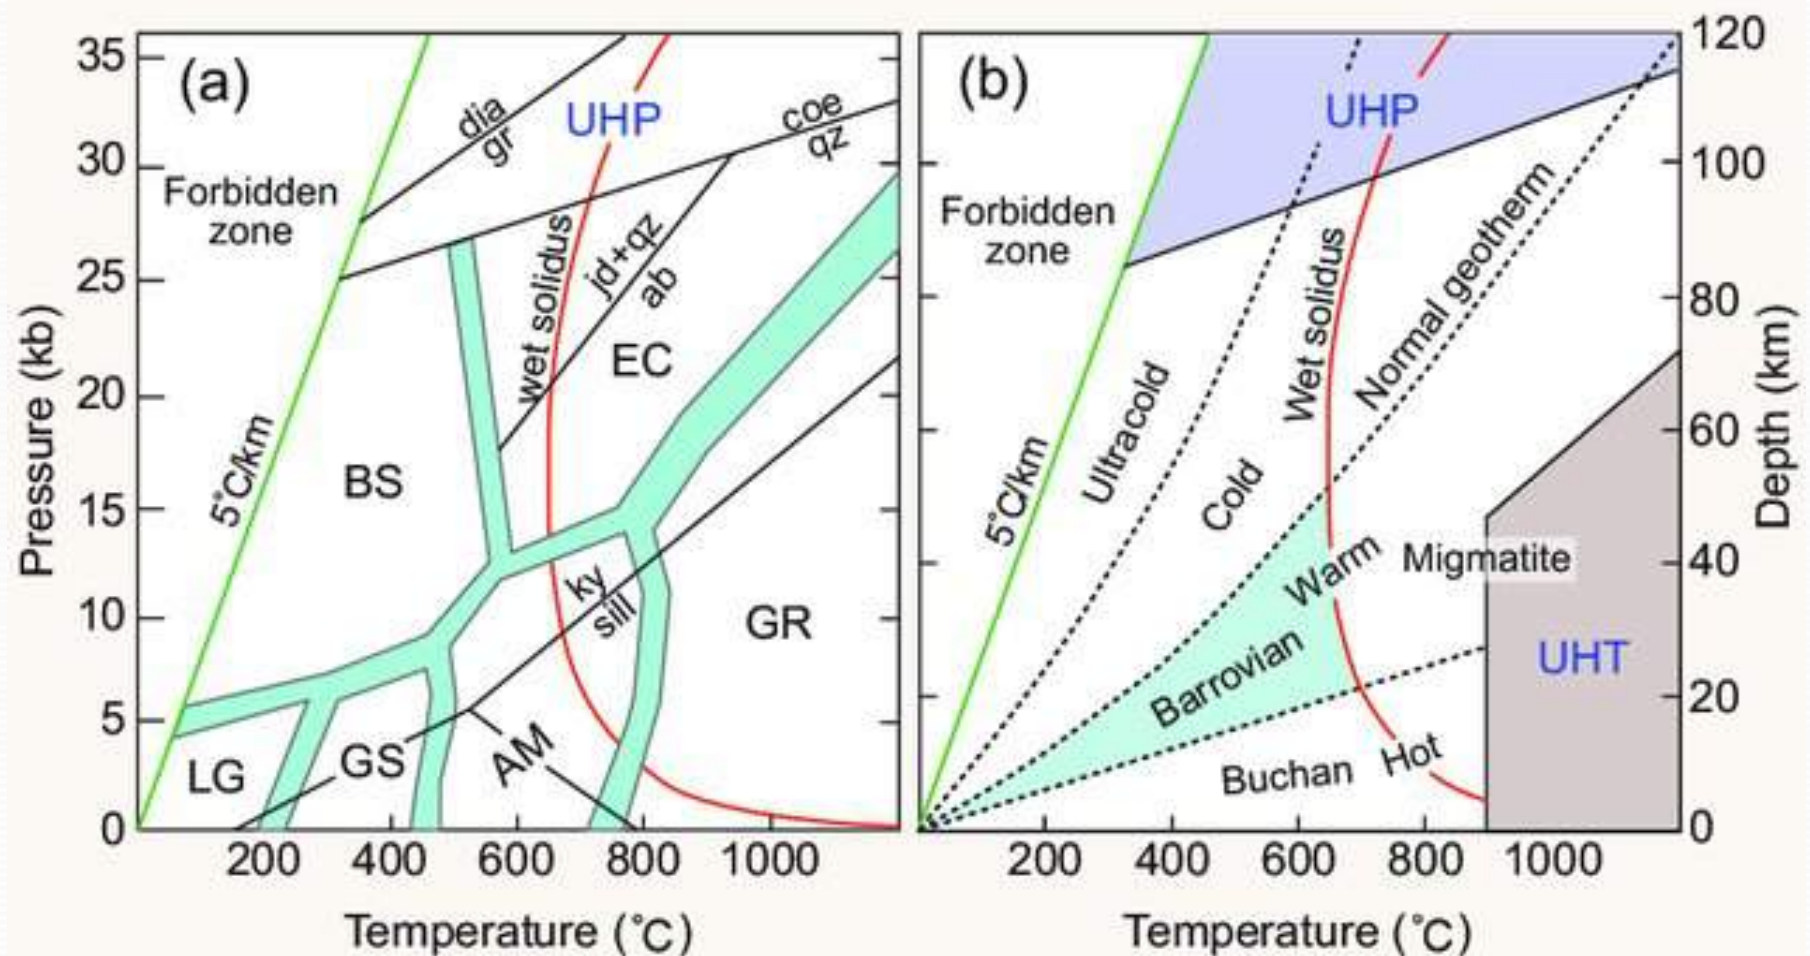 (a)
35
30
25
20
15
10
5
0
Pressure (kb)
200
400
600
800
1000
Temperature (°C)
Forbidden
zone
5°C/km
dia
gr
UHP
coe
qz
wet solidus
jd+qz
ab
EC
BS
ky
sill
GR
LG
GS
AM
(b)
120
100
80
60
40
20
0
Depth (km)
200
400
600
800
1000
Temperature (°C)
Forbidden
zone
5°C/km
UHP
Ultracold
Cold
Wet solidus
Normal geotherm
Warm
Migmatite
Barrovian
UHT
Buchan
Hot